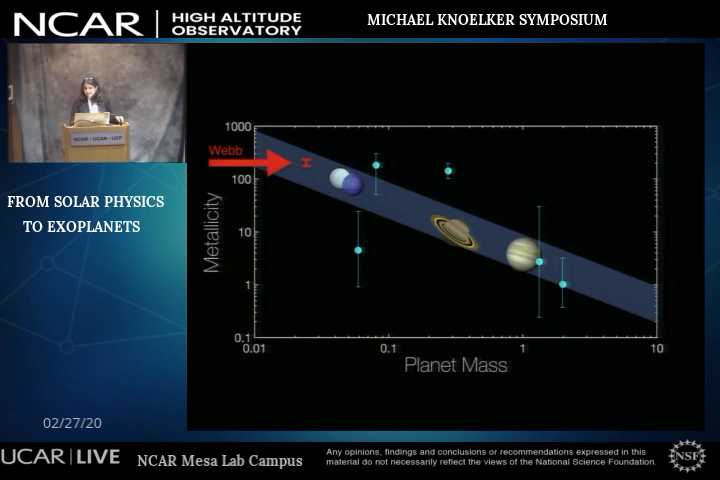 NCAR
HIGH ALTITUDE
OBSERVATORY
MICHAEL KNOELKER SYMPOSIUM
NCAR • UCAR • UCP
FROM SOLAR PHYSICS
TO EXOPLANETS
Webb
Metallicity
1000
100
10
1
0.1
0.01
0.1
1
10
Planet Mass
02/27/20
UCAR | LIVE
NCAR Mesa Lab Campus
Any opinions, findings and conclusions or recommendations expressed in this
material do not necessarily reflect the views of the National Science Foundation.
NSF